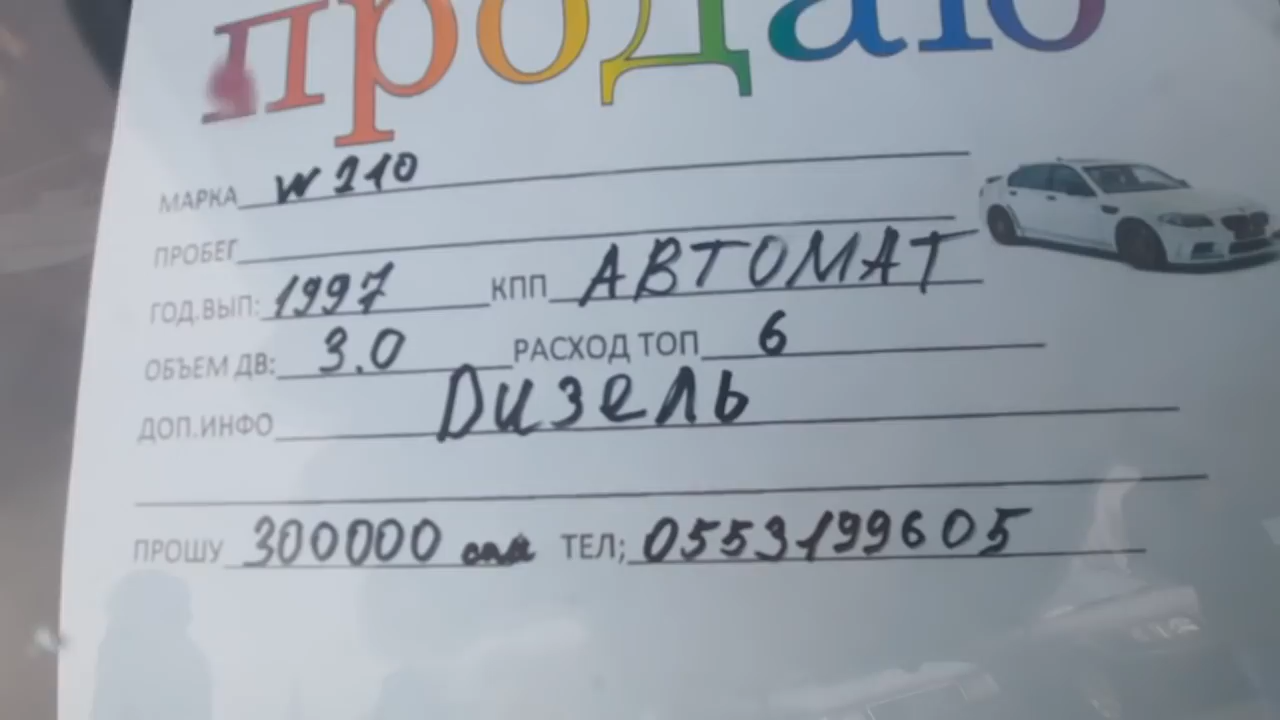 продаю
МАРКА W 210
ПРОБЕГ
ГОД.ВЫП: 1997 КПП АВТОМАТ
ОБЪЕМ ДВ: 3.0 РАСХОД ТОП 6
ДОП.ИНФО Дизель
ПРОШУ 300000 сом ТЕЛ; 0553199605